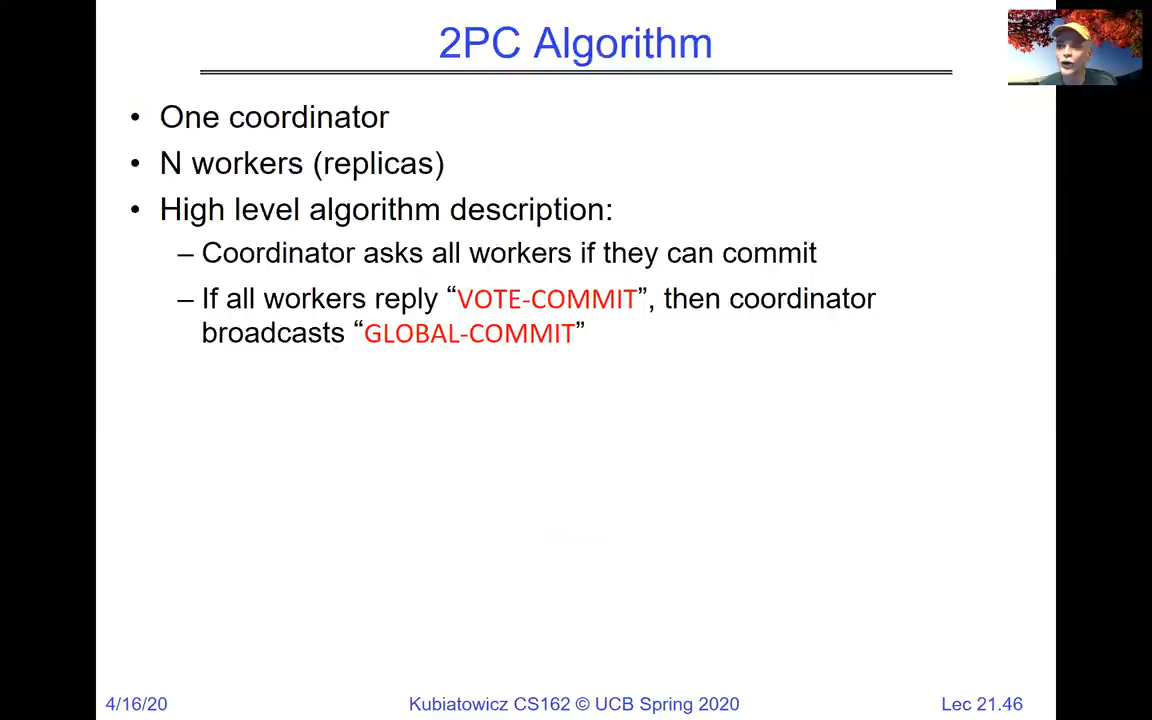 2PC Algorithm
• One coordinator
• N workers (replicas)
• High level algorithm description:
– Coordinator asks all workers if they can commit
– If all workers reply “VOTE-COMMIT”, then coordinator
broadcasts “GLOBAL-COMMIT”
4/16/20
Kubiatowicz CS162 © UCB Spring 2020
Lec 21.46